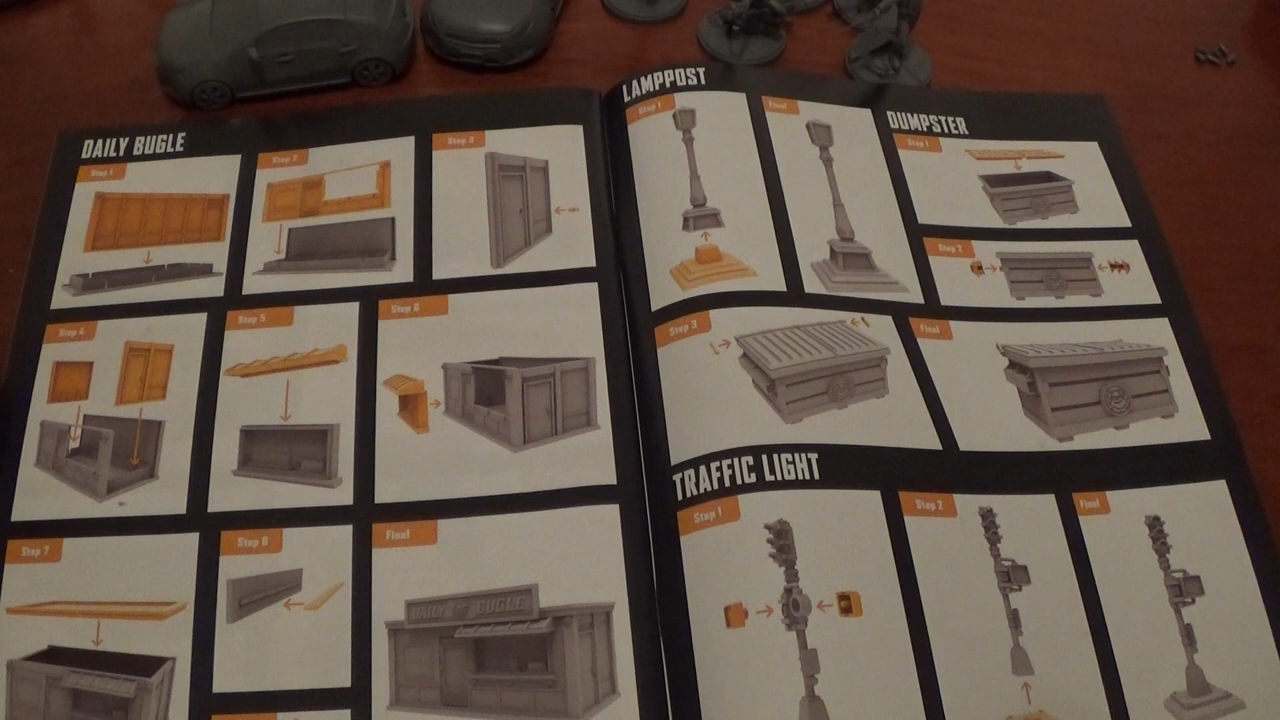 DAILY BUGLE
Step 1
Step 2
Step 3
Step 4
Step 5
Step 6
Step 7
Step 8
Final
DAILY BUGLE
LAMPPOST
Step 1
Final
DUMPSTER
Step 1
Step 2
Step 3
Final
TRAFFIC LIGHT
Step 1
Step 2
Final